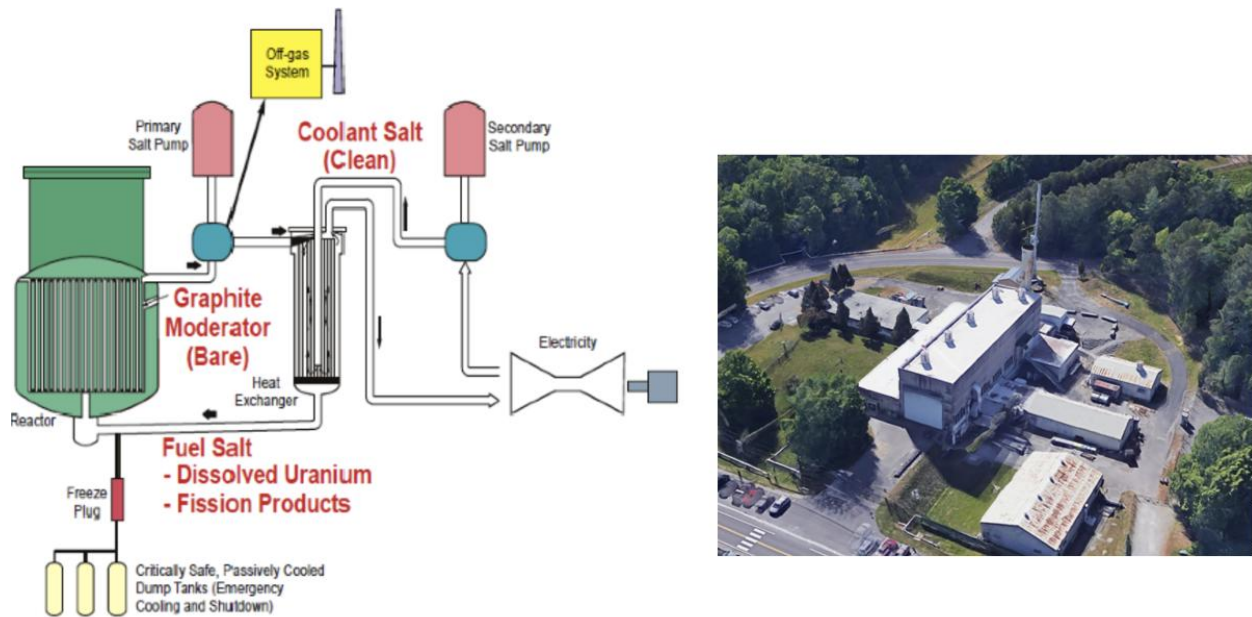 Off-gas
System
Primary
Salt Pump
Coolant Salt
(Clean)
Secondary
Salt Pump
Graphite
Moderator
(Bare)
Electricity
Heat
Exchanger
Reactor
Fuel Salt
- Dissolved Uranium
- Fission Products
Freeze
Plug
Critically Safe, Passively Cooled
Dump Tanks (Emergency
Cooling and Shutdown)